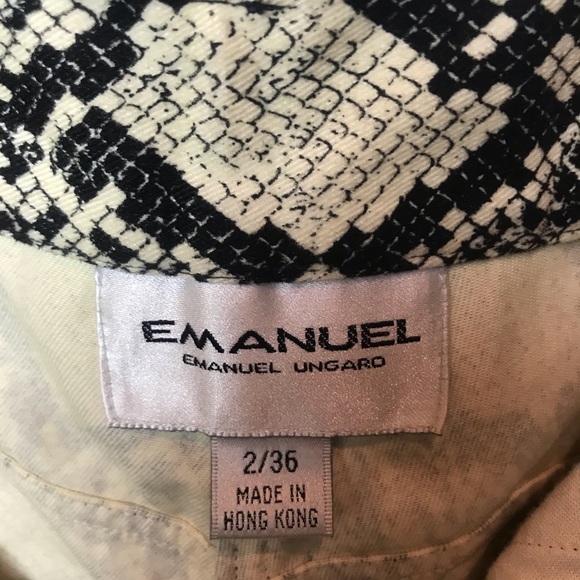 EMANUEL
EMANUEL UNGARO
2/36
MADE IN
HONG KONG